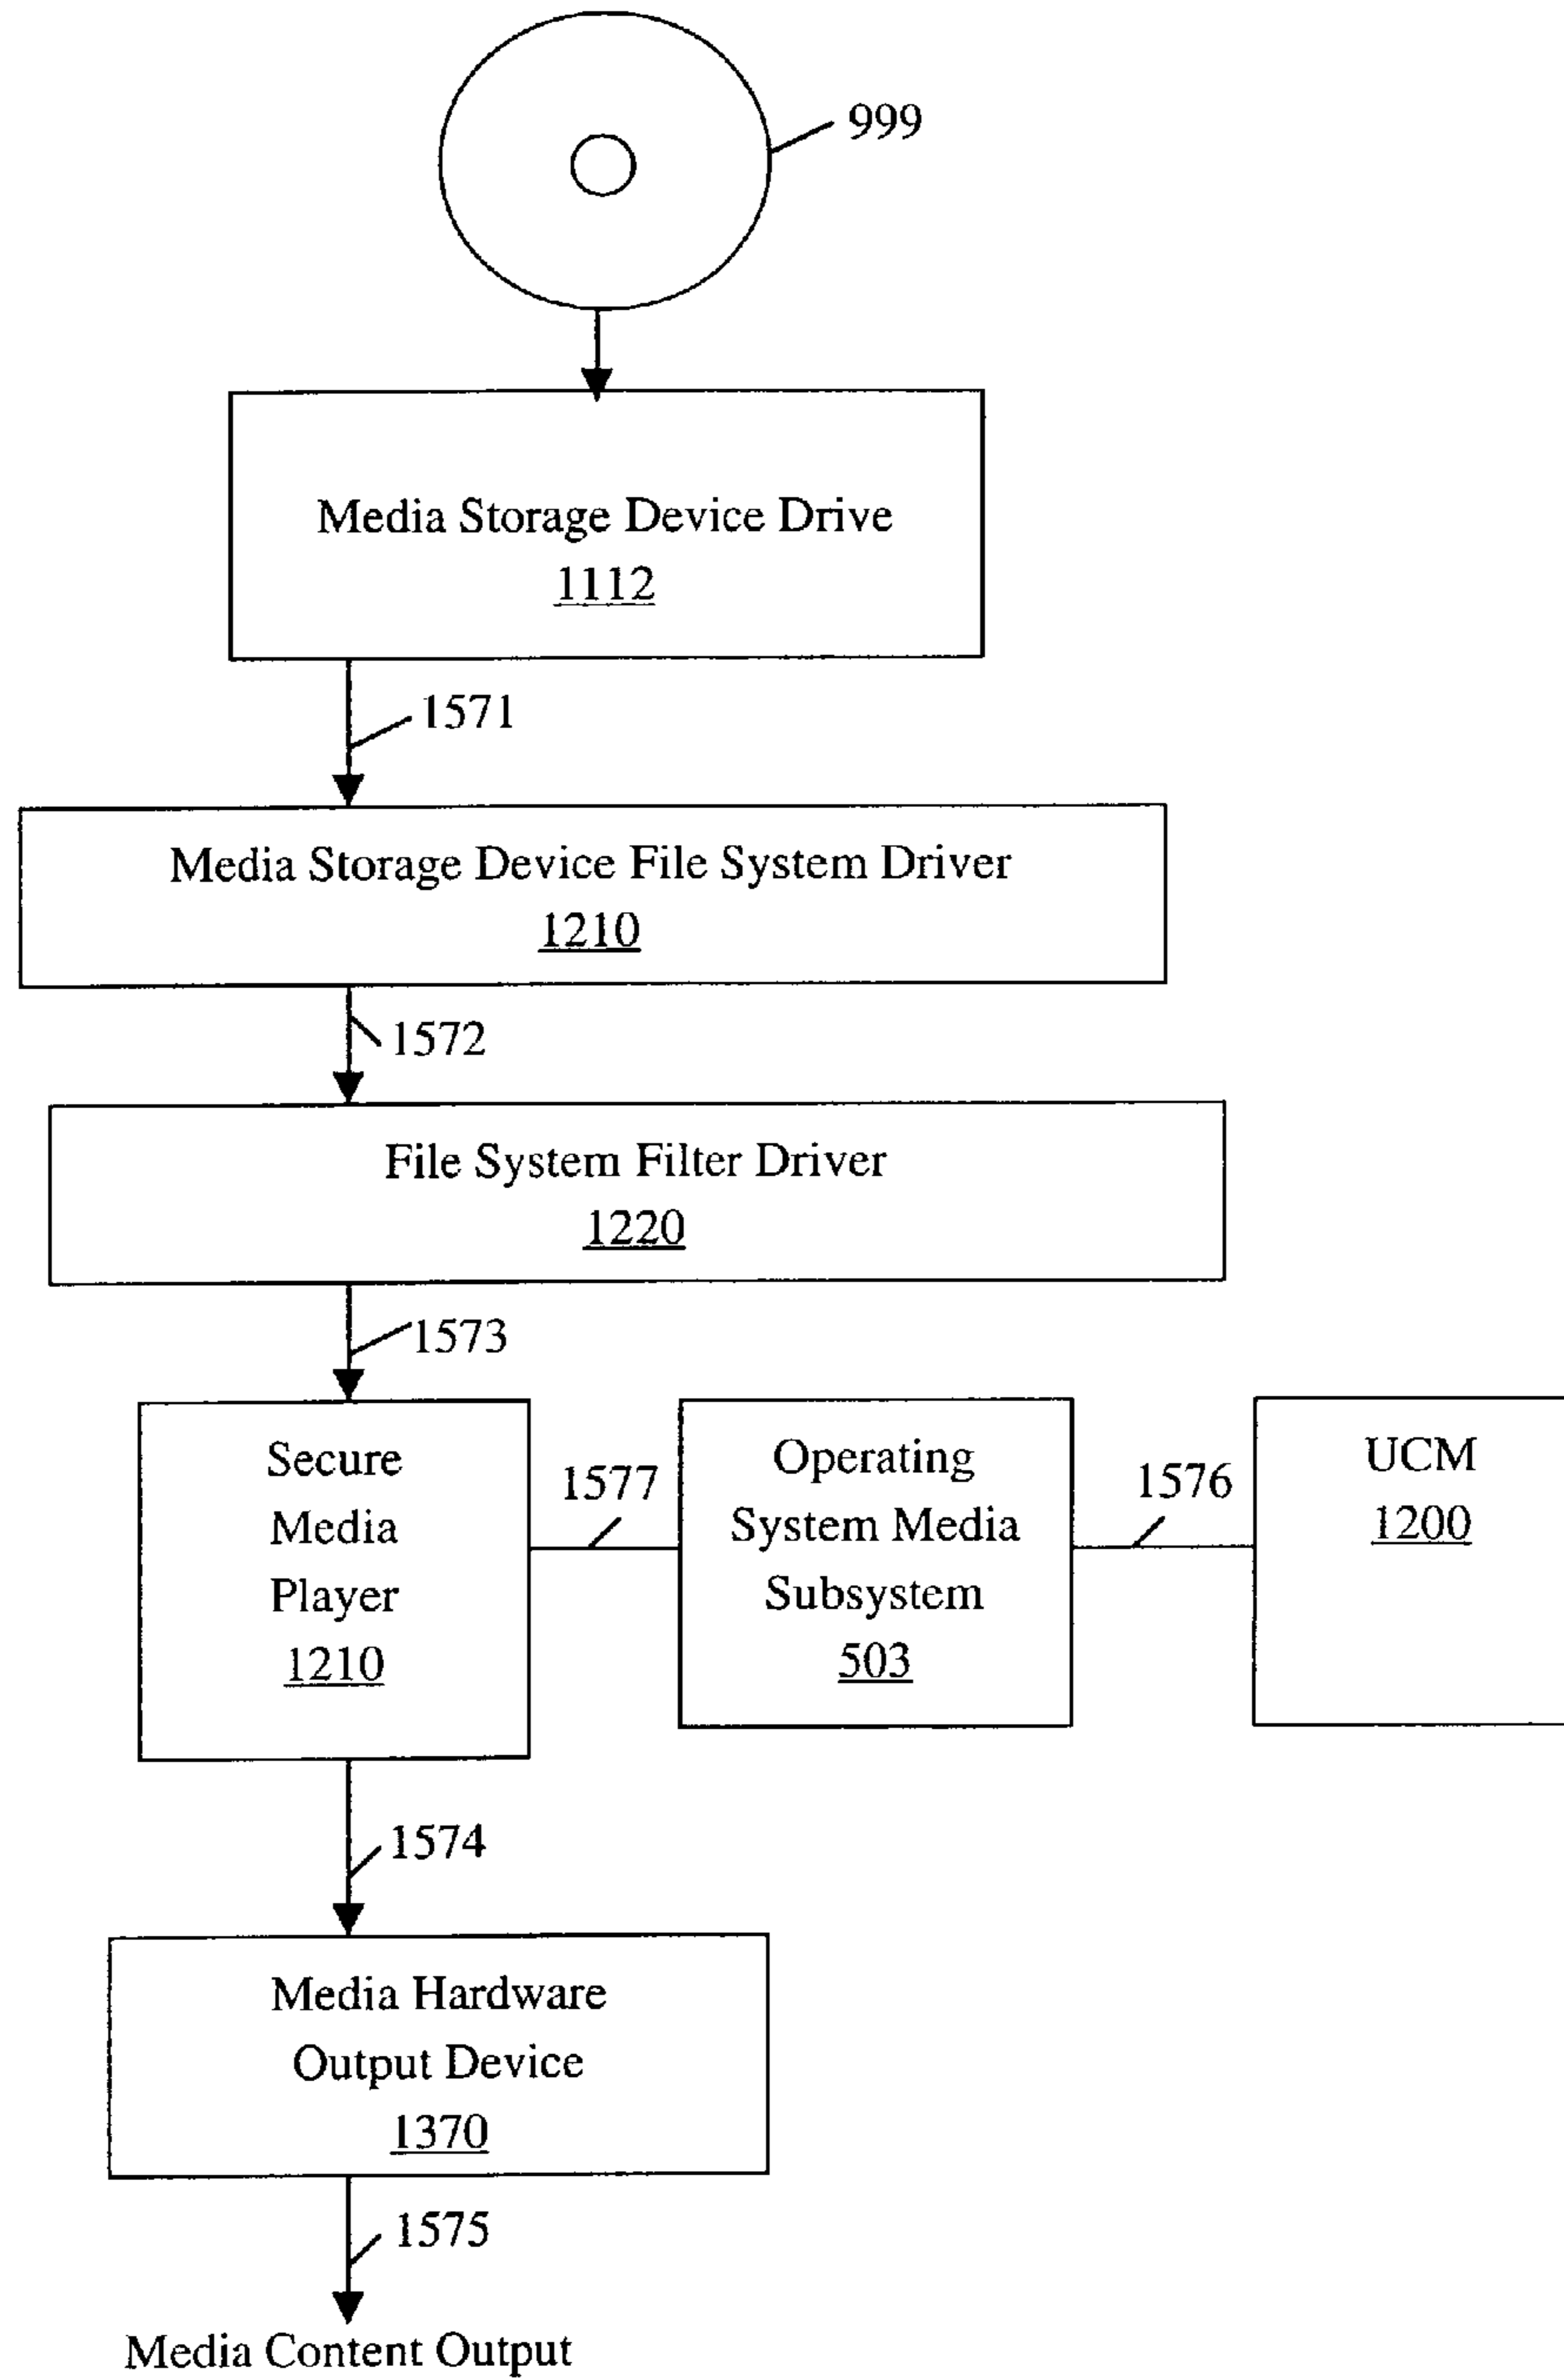 999
Media Storage Device Drive
1112
1571
Media Storage Device File System Driver
1210
1572
File System Filter Driver
1220
1573
Secure
Media
Player
1210
1577
Operating
System Media
Subsystem
503
1576
UCM
1200
1574
Media Hardware
Output Device
1370
1575
Media Content Output